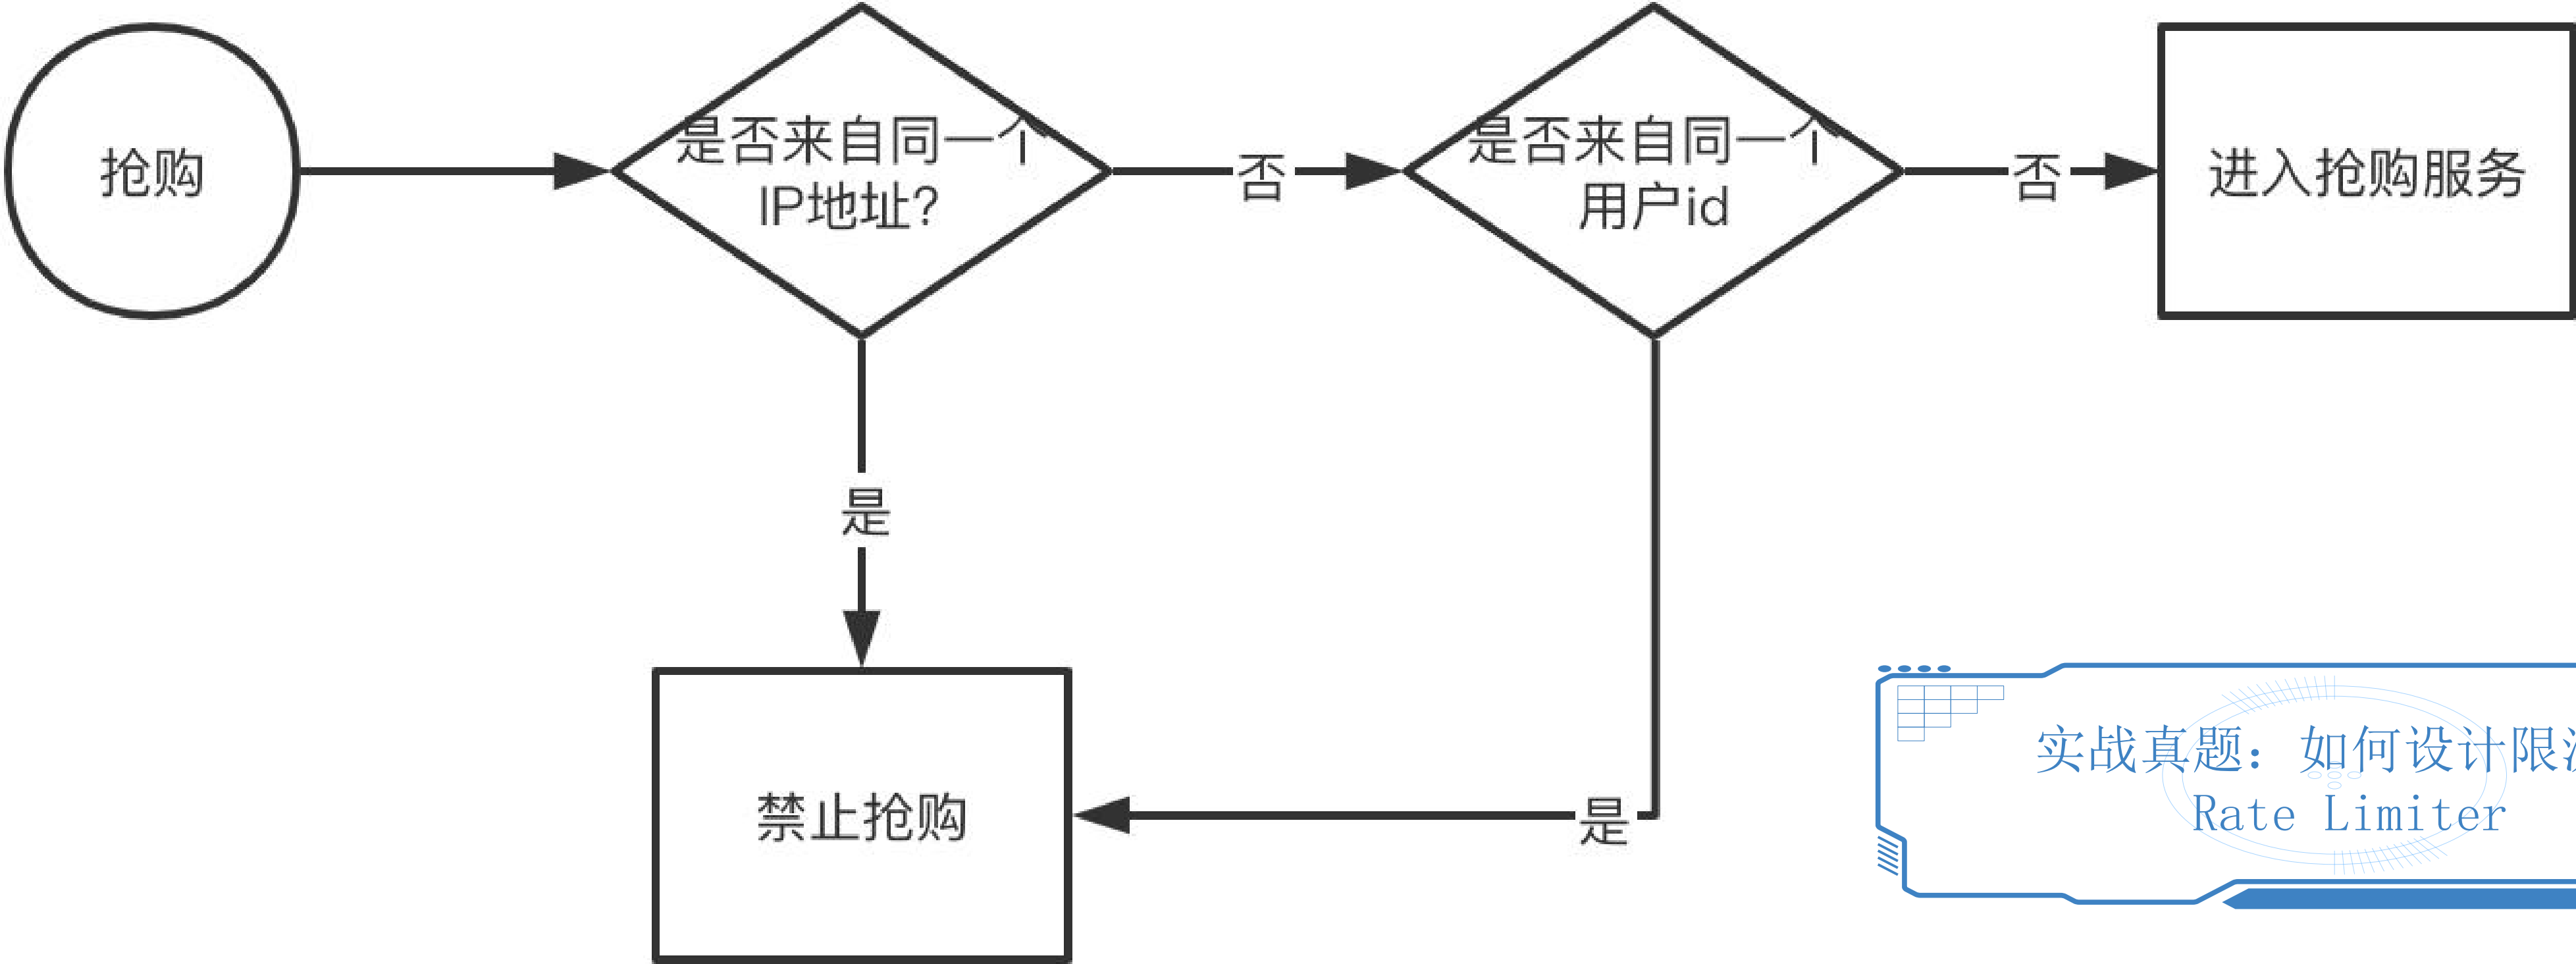 抢购
是否来自同一个
IP地址?
否
是否来自同一个
用户id
否
进入抢购服务
是
禁止抢购
是
实战真题：如何设计限
Rate Limiter